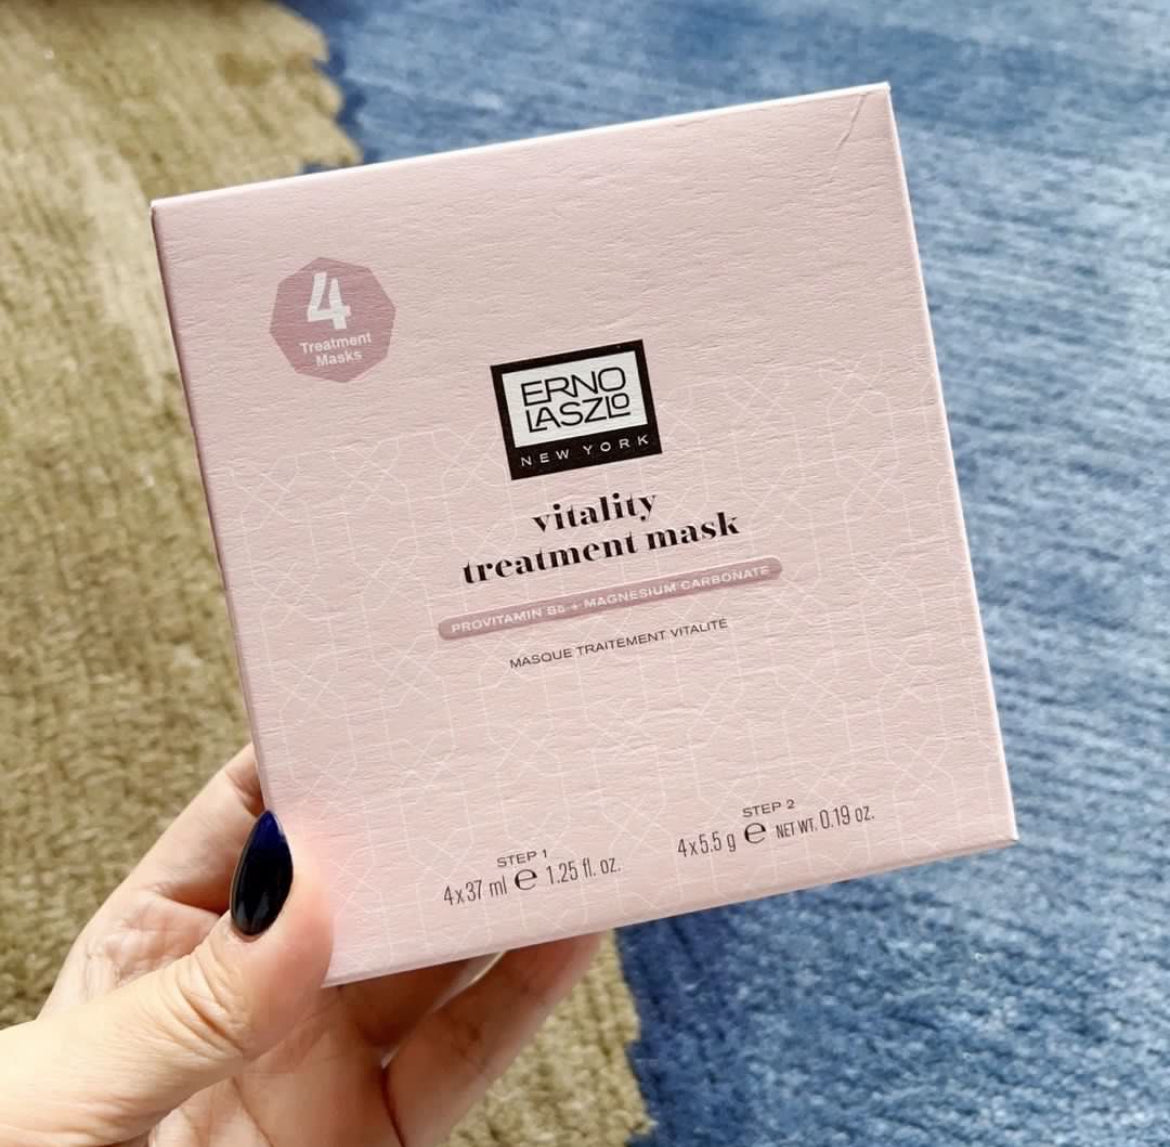 4
Treatment
Masks
ERNO
LASZLO
NEW YORK
vitality
treatment mask
PROVITAMIN B5 + MAGNESIUM CARBONATE
MASQUE TRAITEMENT VITALITÉ
STEP 1
4x37 ml ℮ 1.25 fl. oz.
STEP 2
4x5.5 g ℮ NET WT. 0.19 oz.